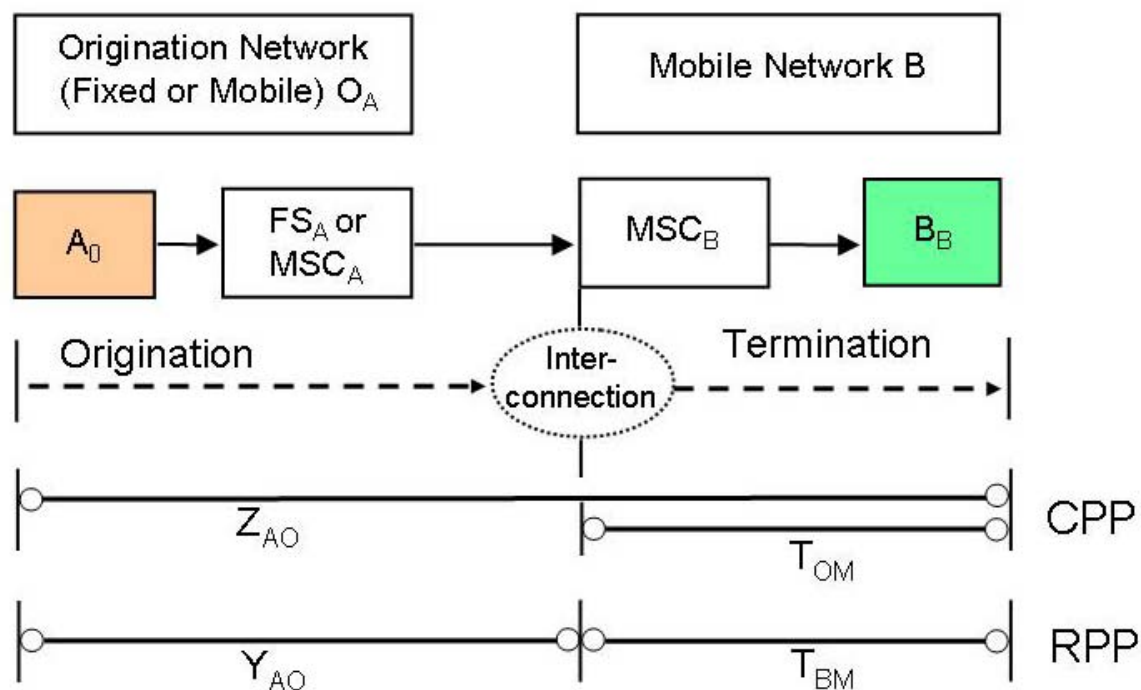 Origination Network
(Fixed or Mobile) O_A
Mobile Network B
A_0
FS_A or
MSC_A
MSC_B
B_B
Origination
Inter-
connection
Termination
Z_AO
T_OM
CPP
Y_AO
T_BM
RPP